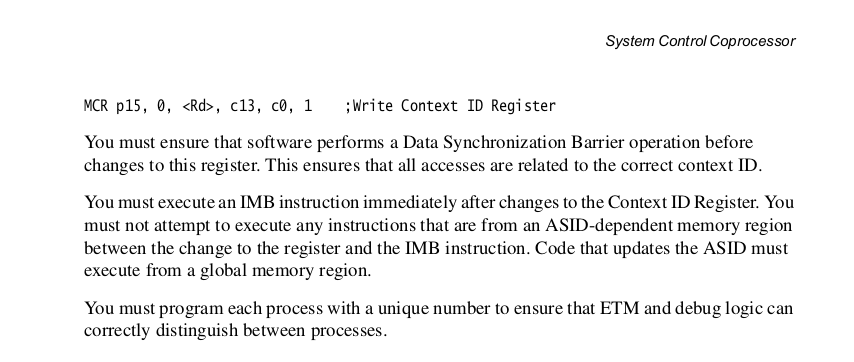 System Control Coprocessor
MCR p15, 0, <Rd>, c13, c0, 1 ;Write Context ID Register
You must ensure that software performs a Data Synchronization Barrier operation before
changes to this register. This ensures that all accesses are related to the correct context ID.
You must execute an IMB instruction immediately after changes to the Context ID Register. You
must not attempt to execute any instructions that are from an ASID-dependent memory region
between the change to the register and the IMB instruction. Code that updates the ASID must
execute from a global memory region.
You must program each process with a unique number to ensure that ETM and debug logic can
correctly distinguish between processes.